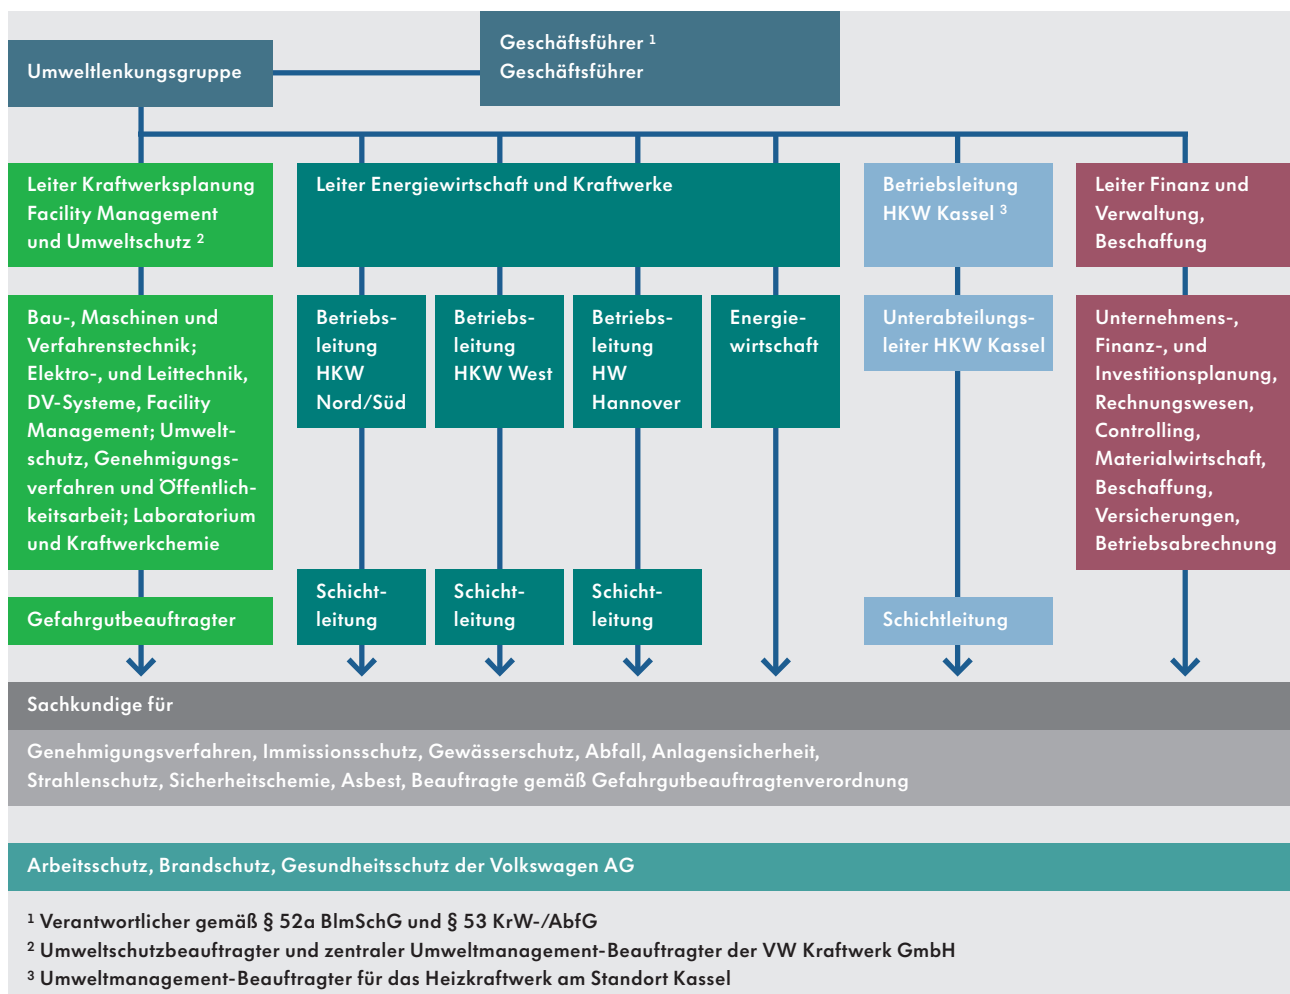 Geschäftsführer ¹
Geschäftsführer
Umweltlenkungsgruppe
Leiter Kraftwerksplanung
Facility Management
und Umweltschutz ²
Leiter Energiewirtschaft und Kraftwerke
Betriebsleitung
HKW Kassel ³
Leiter Finanz und
Verwaltung,
Beschaffung
Bau-, Maschinen und
Verfahrenstechnik;
Elektro-, und Leittechnik,
DV-Systeme, Facility
Management; Umwelt-
schutz, Genehmigungs-
verfahren und Öffentlich-
keitsarbeit; Laboratorium
und Kraftwerkchemie
Betriebs-
leitung
HKW
Nord/Süd
Betriebs-
leitung
HKW West
Betriebs-
leitung
HW
Hannover
Energie-
wirtschaft
Unterabteilungs-
leiter HKW Kassel
Unternehmens-,
Finanz-, und
Investitionsplanung,
Rechnungswesen,
Controlling,
Materialwirtschaft,
Beschaffung,
Versicherungen,
Betriebsabrechnung
Gefahrgutbeauftragter
Schicht-
leitung
Schicht-
leitung
Schicht-
leitung
Schichtleitung
Sachkundige für
Genehmigungsverfahren, Immissionsschutz, Gewässerschutz, Abfall, Anlagensicherheit,
Strahlenschutz, Sicherheitschemie, Asbest, Beauftragte gemäß Gefahrgutbeauftragtenverordnung
Arbeitsschutz, Brandschutz, Gesundheitsschutz der Volkswagen AG
¹ Verantwortlicher gemäß § 52a BlmSchG und § 53 KrW-/AbfG
² Umweltschutzbeauftragter und zentraler Umweltmanagement-Beauftragter der VW Kraftwerk GmbH
³ Umweltmanagement-Beauftragter für das Heizkraftwerk am Standort Kassel